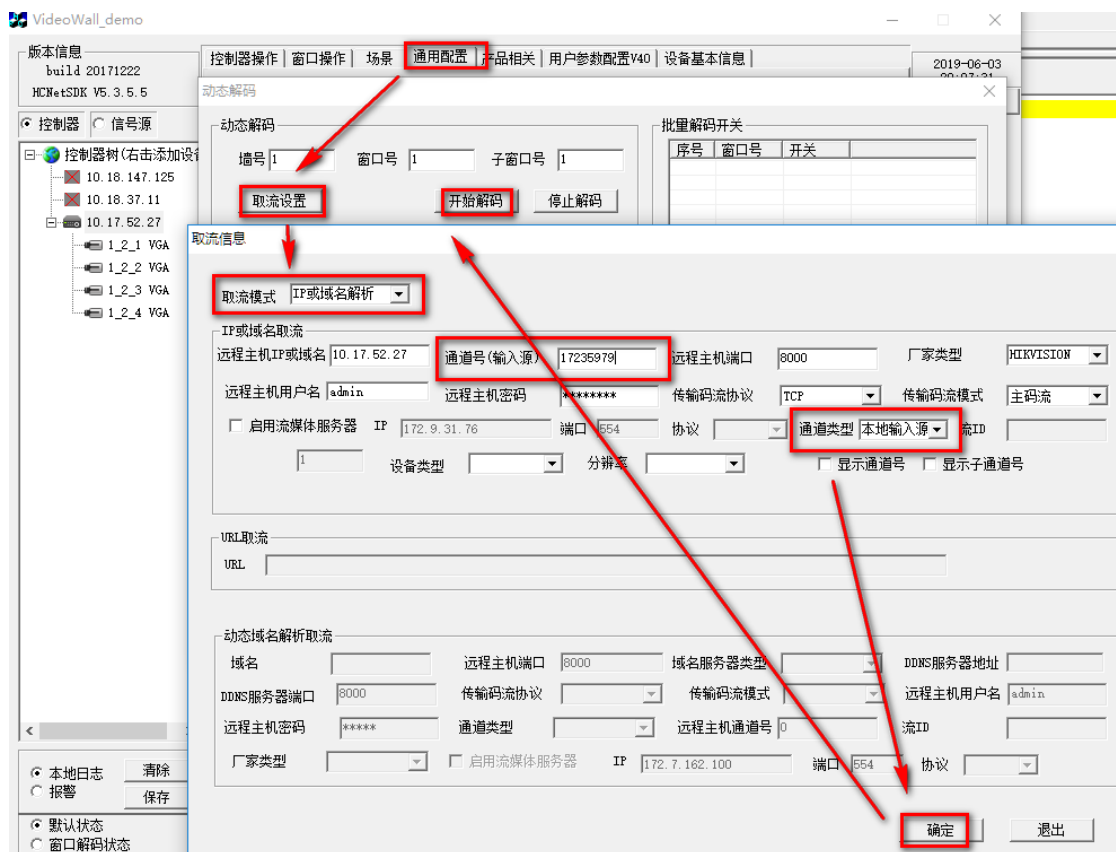 VideoWall_demo
版本信息
build 20171222
HCNetSDK V5.3.5.5
控制器操作 窗口操作 场景 通用配置 产品相关 用户参数配置V40 设备基本信息
2019-06-03
控制器 信号源
控制器树(右击添加设
10.18.147.125
10.18.37.11
10.17.52.27
1_2_1 VGA
1_2_2 VGA
1_2_3 VGA
1_2_4 VGA
动态解码
动态解码
墙号 1 窗口号 1 子窗口号 1
取流设置 开始解码 停止解码
批量解码开关
序号 窗口号 开关
取流信息
取流模式 IP或域名解析
IP或域名取流
远程主机IP或域名 10.17.52.27 通道号(输入源) 17235979 远程主机端口 8000 厂家类型 HIKVISION
远程主机用户名 admin 远程主机密码 ******** 传输码流协议 TCP 传输码流模式 主码流
启用流媒体服务器 IP 172.9.31.76 端口 554 协议 通道类型 本地输入源 流ID
1 设备类型 分辨率 显示通道号 显示子通道号
URL取流
URL
动态域名解析取流
域名 远程主机端口 8000 域名服务器类型 DDNS服务器地址
DDNS服务器端口 8000 传输码流协议 传输码流模式 远程主机用户名 admin
远程主机密码 ***** 通道类型 远程主机通道号 0 流ID
厂家类型 启用流媒体服务器 IP 172.7.162.100 端口 554 协议
确定 退出
本地日志 清除
报警 保存
默认状态
窗口解码状态